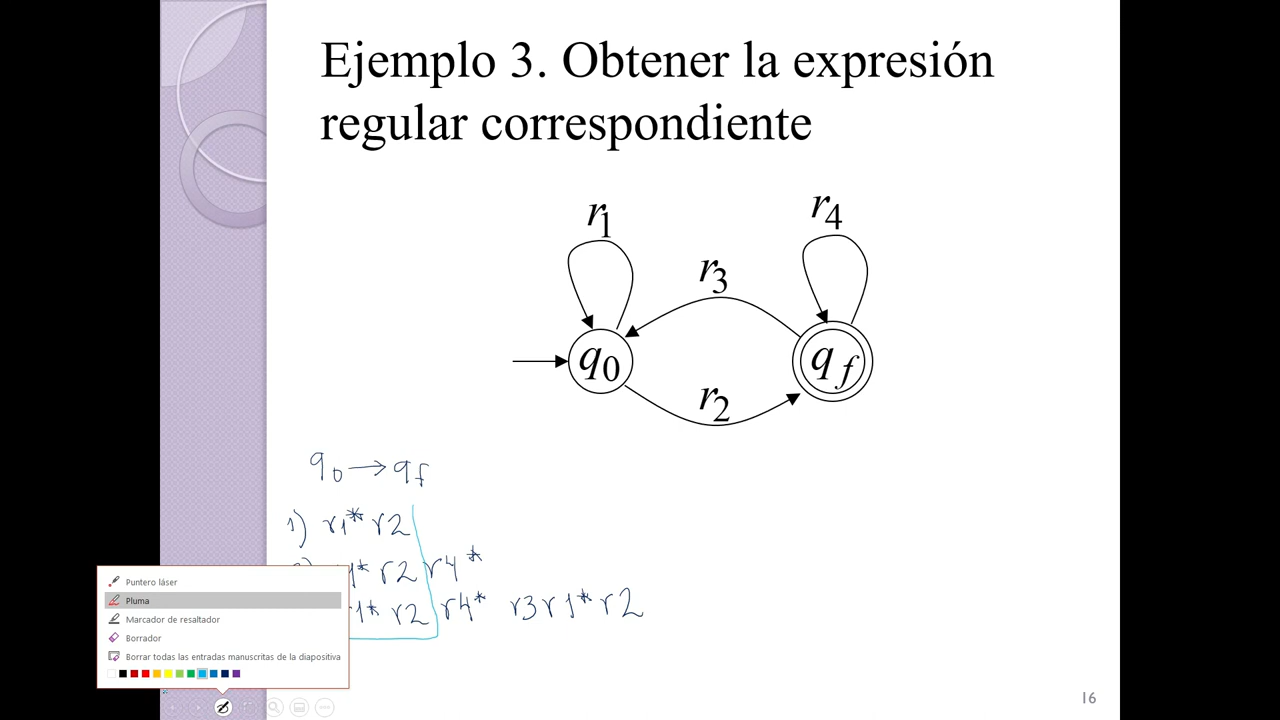 Ejemplo 3. Obtener la expresión
regular correspondiente
r1
r4
r3
q0
qf
r2
q0 → qf
1) r1* r2
r2 r4*
r1* r2 r4* r3 r1* r2
Puntero láser
Pluma
Marcador de resaltador
Borrador
Borrar todas las entradas manuscritas de la diapositiva
16